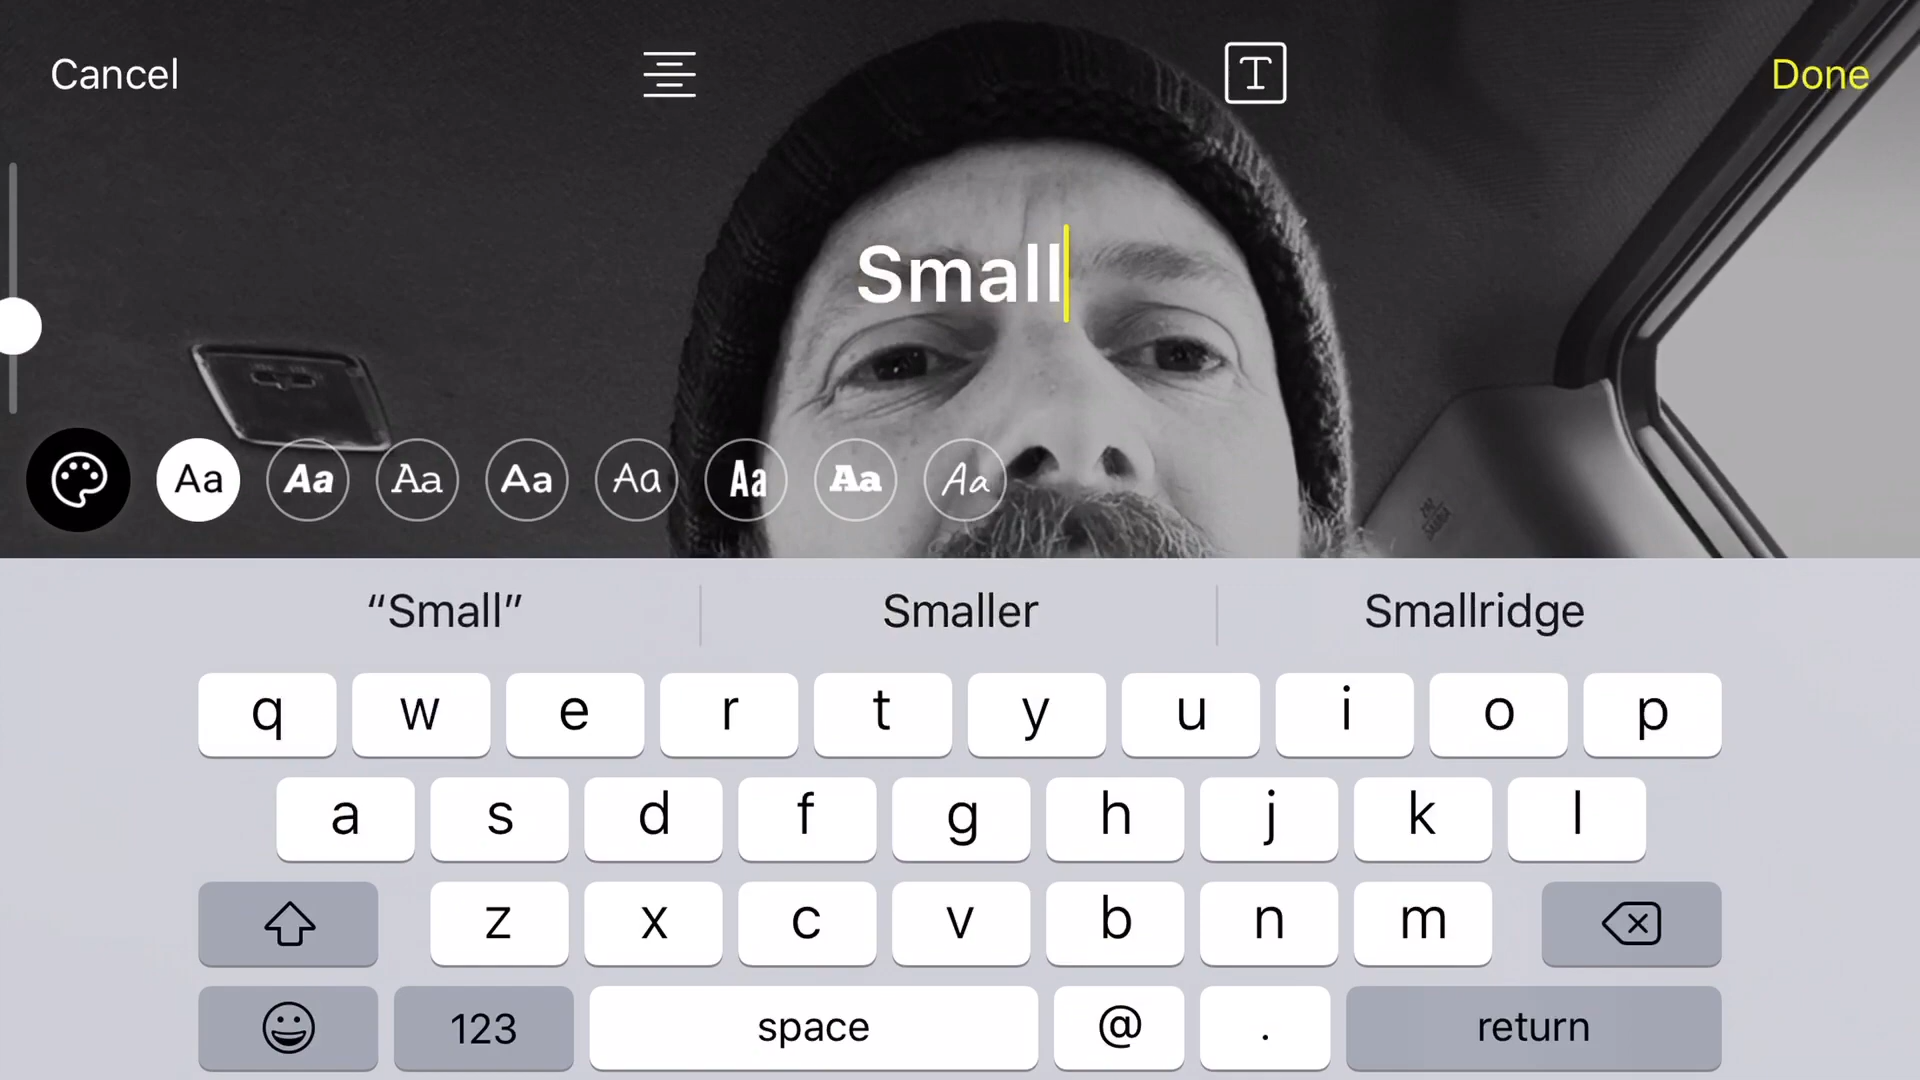 Cancel
Done
Small
Aa Aa Aa Aa Aa Aa Aa Aa
“Small” Smaller Smallridge
q w e r t y u i o p
a s d f g h j k l
z x c v b n m
123 space @ . return